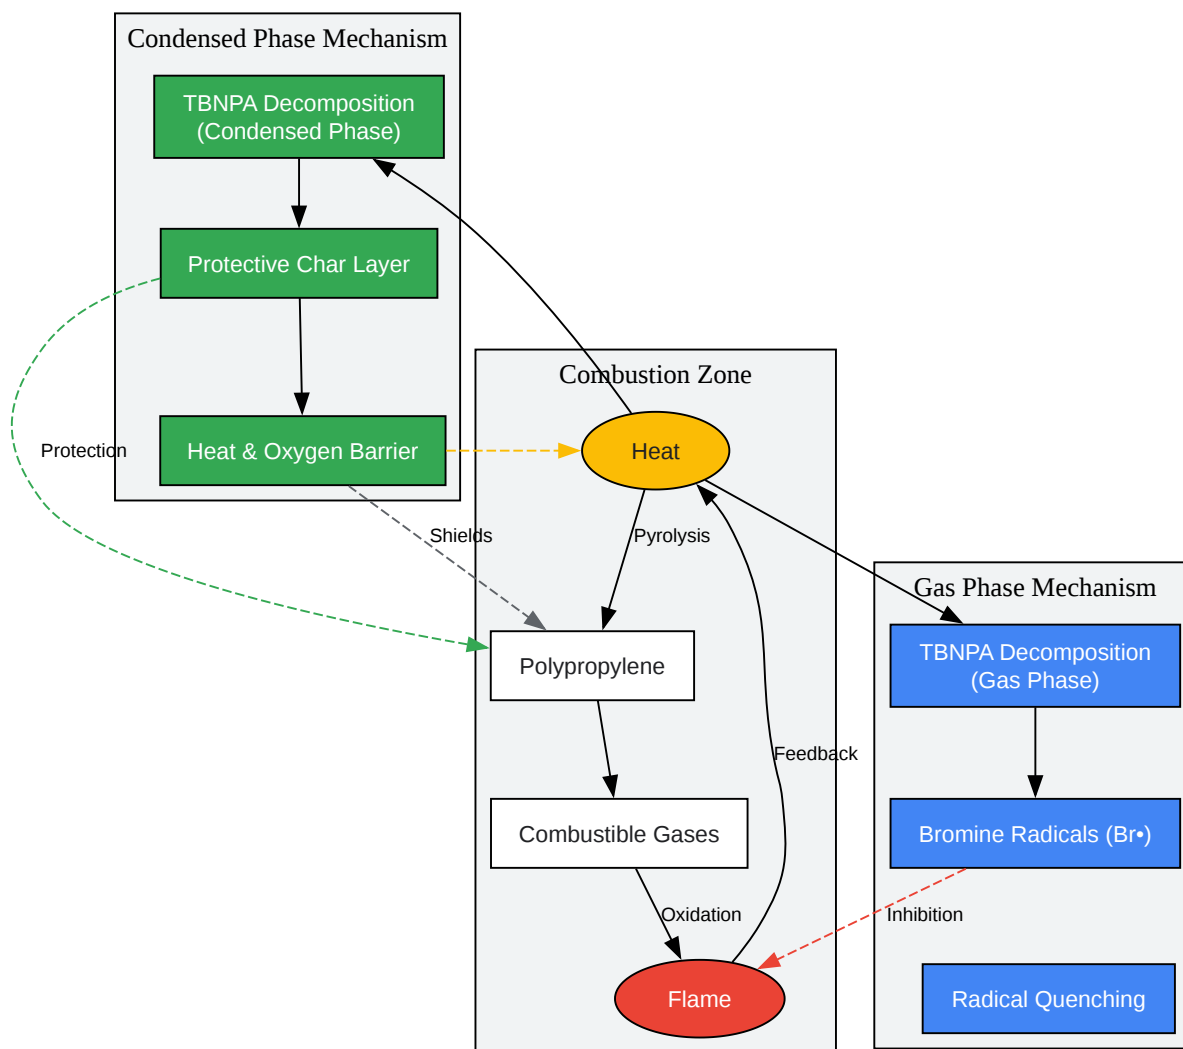 Condensed Phase Mechanism
TBNPA Decomposition
(Condensed Phase)
Protective Char Layer
Heat & Oxygen Barrier
Protection
Shields
Combustion Zone
Heat
Pyrolysis
Polypropylene
Feedback
Combustible Gases
Oxidation
Flame
Gas Phase Mechanism
TBNPA Decomposition
(Gas Phase)
Bromine Radicals (Br•)
Inhibition
Radical Quenching